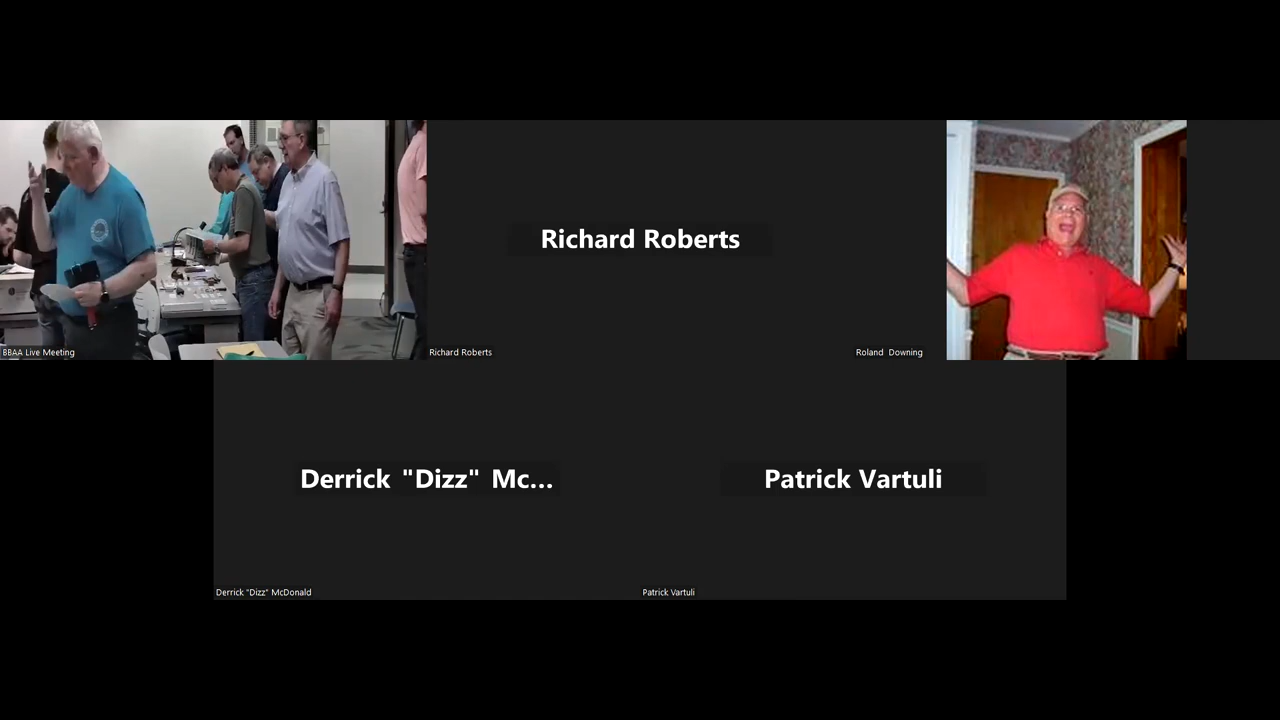 Richard Roberts
BBAA Live Meeting
Richard Roberts
Roland Downing
Derrick "Dizz" Mc...
Patrick Vartuli
Derrick "Dizz" McDonald
Patrick Vartuli